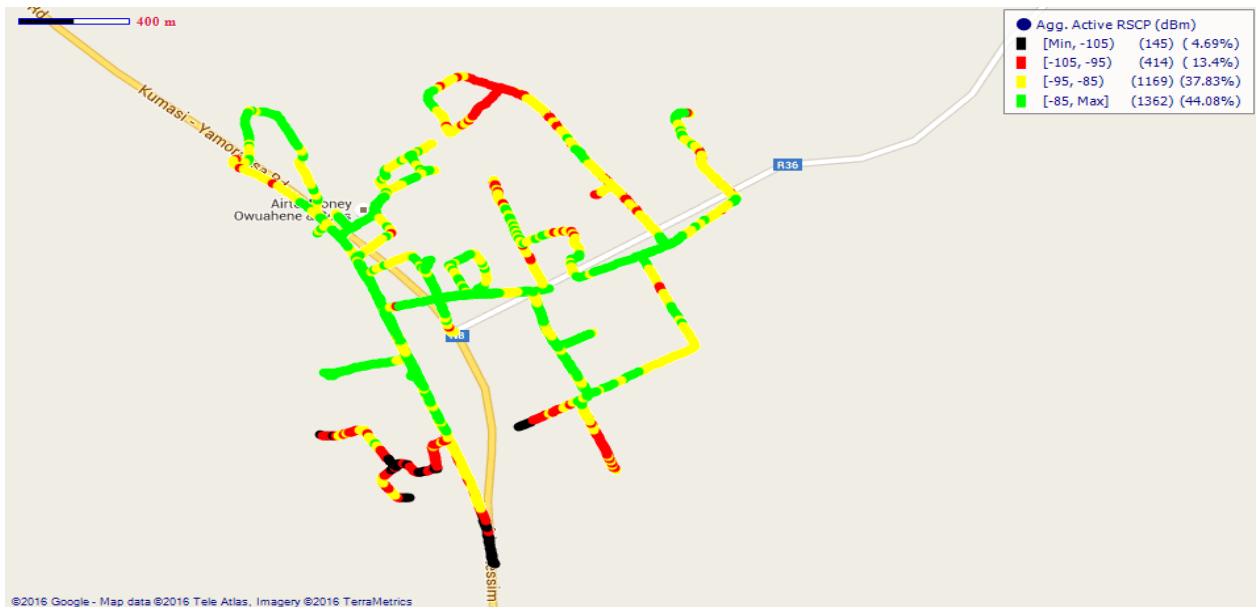 Rd
400 m
Agg. Active RSCP (dBm)
[Min, -105) (145) ( 4.69%)
[-105, -95) (414) ( 13.4%)
[-95, -85) (1169) (37.83%)
[-85, Max] (1362) (44.08%)
Kumasi - Yamoransa Rd
R36
Owuahene &
©2016 Google - Map data ©2016 Tele Atlas, Imagery ©2016 TerraMetrics